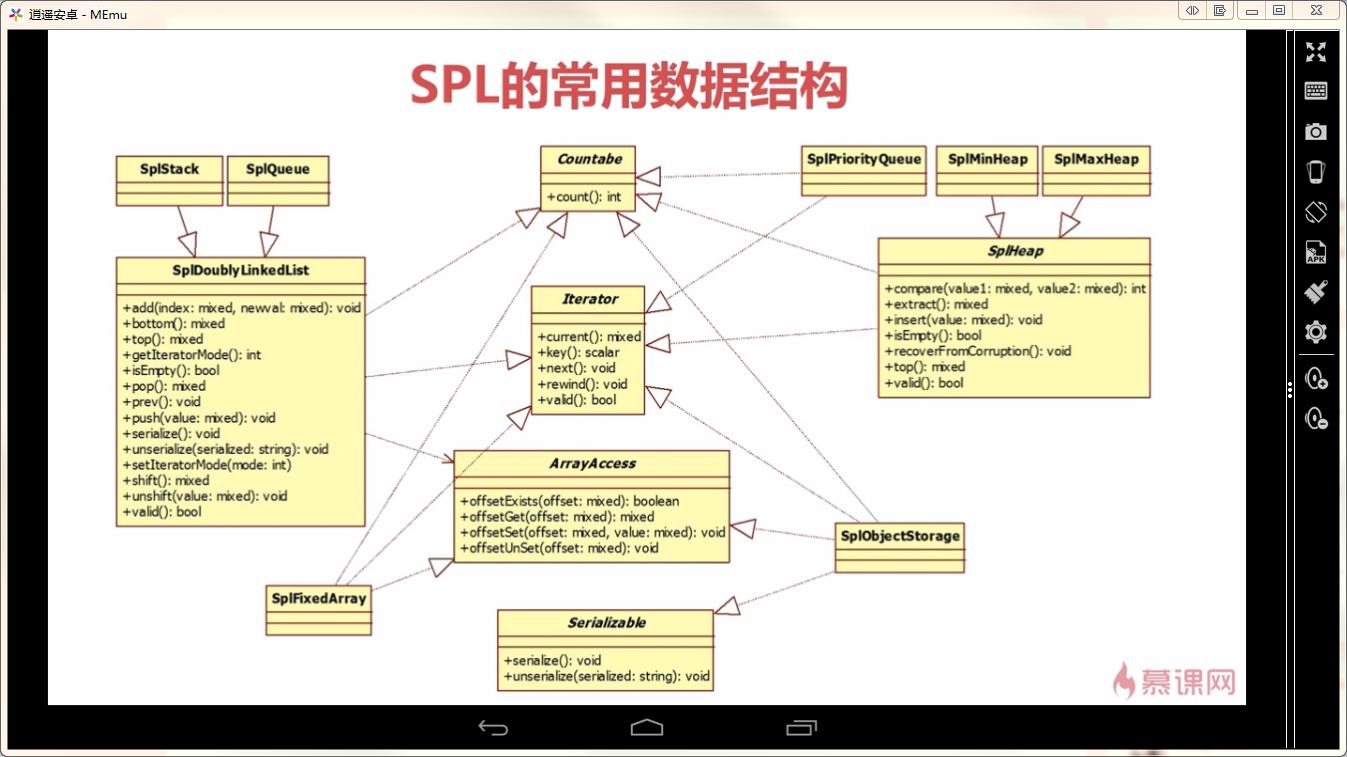 逍遥安卓 - MEmu
SPL的常用数据结构
SplStack
SplQueue
Countabe
+count(): int
SplPriorityQueue
SplMinHeap
SplMaxHeap
SplDoublyLinkedList
+add(index: mixed, newval: mixed): void
+bottom(): mixed
+top(): mixed
+getIteratorMode(): int
+isEmpty(): bool
+pop(): mixed
+prev(): void
+push(value: mixed): void
+serialize(): void
+unserialize(serialized: string): void
+setIteratorMode(mode: int)
+shift(): mixed
+unshift(value: mixed): void
+valid(): bool
Iterator
+current(): mixed
+key(): scalar
+next(): void
+rewind(): void
+valid(): bool
SplHeap
+compare(value1: mixed, value2: mixed): int
+extract(): mixed
+insert(value: mixed): void
+isEmpty(): bool
+recoverFromCorruption(): void
+top(): mixed
+valid(): bool
ArrayAccess
+offsetExists(offset: mixed): boolean
+offsetGet(offset: mixed): mixed
+offsetSet(offset: mixed, value: mixed): void
+offsetUnSet(offset: mixed): void
SplObjectStorage
SplFixedArray
Serializable
+serialize(): void
+unserialize(serialized: string): void
慕课网
APK